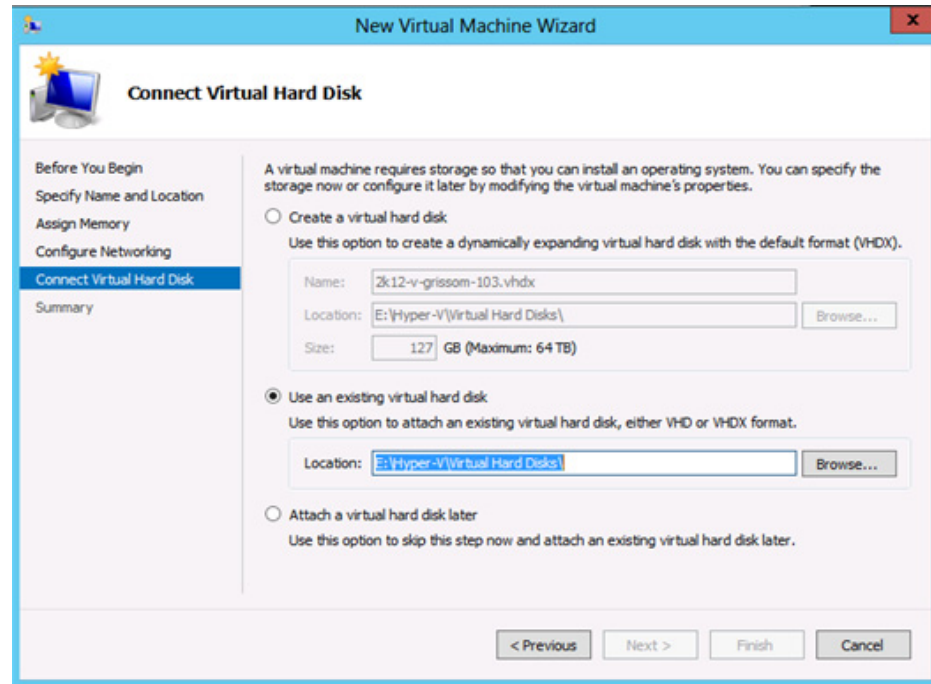 New Virtual Machine Wizard
x
Connect Virtual Hard Disk
Before You Begin
Specify Name and Location
Assign Memory
Configure Networking
Connect Virtual Hard Disk
Summary
A virtual machine requires storage so that you can install an operating system. You can specify the
storage now or configure it later by modifying the virtual machine's properties.
Create a virtual hard disk
Use this option to create a dynamically expanding virtual hard disk with the default format (VHDX).
Name: 2k12-v-grissom-103.vhdx
Location: E:\Hyper-V\Virtual Hard Disks\ Browse...
Size: 127 GB (Maximum: 64 TB)
Use an existing virtual hard disk
Use this option to attach an existing virtual hard disk, either VHD or VHDX format.
Location: E:\Hyper-V\Virtual Hard Disks\ Browse...
Attach a virtual hard disk later
Use this option to skip this step now and attach an existing virtual hard disk later.
< Previous Next > Finish Cancel